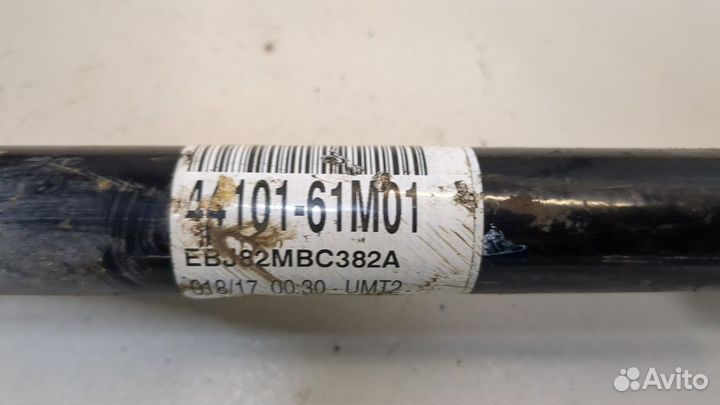 44101-61M01
EBJ82MBC382A
018/17 00:30 - UMT2
Avito